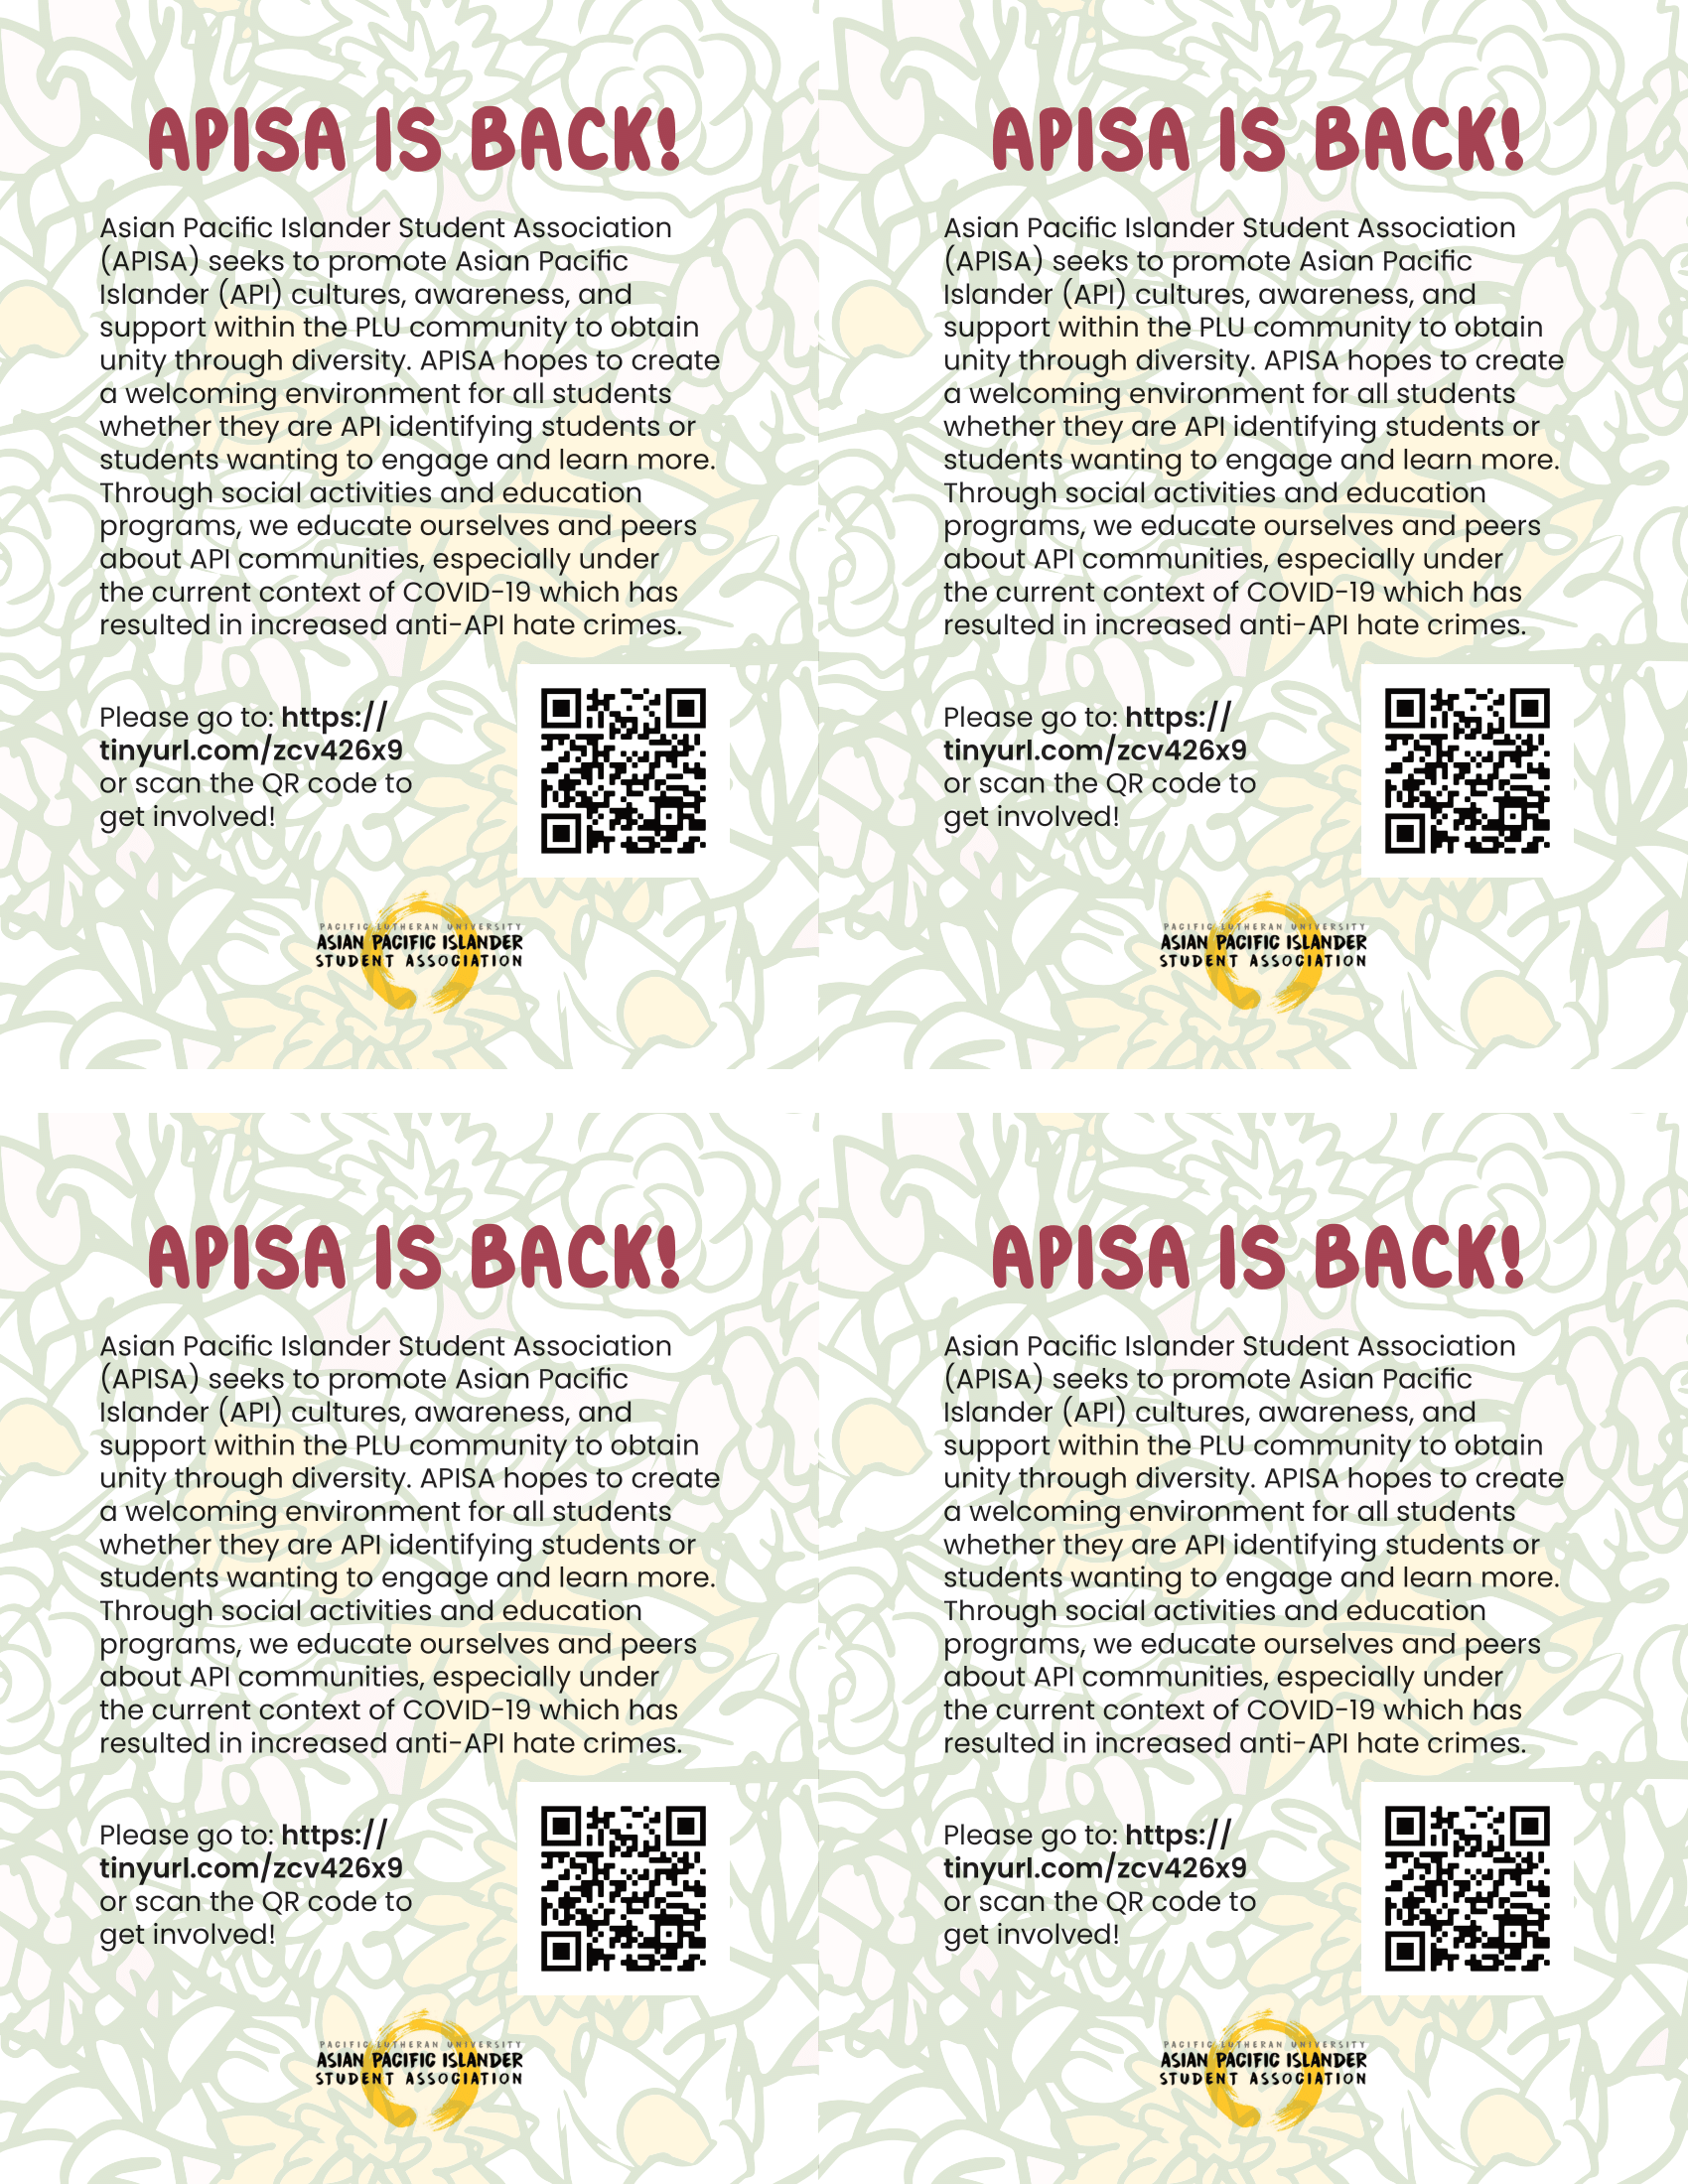 APISA IS BACK!
Asian Pacific Islander Student Association
(APISA) seeks to promote Asian Pacific
Islander (API) cultures, awareness, and
support within the PLU community to obtain
unity through diversity. APISA hopes to create
a welcoming environment for all students
whether they are API identifying students or
students wanting to engage and learn more.
Through social activities and education
programs, we educate ourselves and peers
about API communities, especially under
the current context of COVID-19 which has
resulted in increased anti-API hate crimes.
Please go to: https://
tinyurl.com/zcv426x9
or scan the QR code to
get involved!
PACIFIC LUTHERAN UNIVERSITY
ASIAN PACIFIC ISLANDER
STUDENT ASSOCIATION
APISA IS BACK!
Asian Pacific Islander Student Association
(APISA) seeks to promote Asian Pacific
Islander (API) cultures, awareness, and
support within the PLU community to obtain
unity through diversity. APISA hopes to create
a welcoming environment for all students
whether they are API identifying students or
students wanting to engage and learn more.
Through social activities and education
programs, we educate ourselves and peers
about API communities, especially under
the current context of COVID-19 which has
resulted in increased anti-API hate crimes.
Please go to: https://
tinyurl.com/zcv426x9
or scan the QR code to
get involved!
PACIFIC LUTHERAN UNIVERSITY
ASIAN PACIFIC ISLANDER
STUDENT ASSOCIATION
APISA IS BACK!
Asian Pacific Islander Student Association
(APISA) seeks to promote Asian Pacific
Islander (API) cultures, awareness, and
support within the PLU community to obtain
unity through diversity. APISA hopes to create
a welcoming environment for all students
whether they are API identifying students or
students wanting to engage and learn more.
Through social activities and education
programs, we educate ourselves and peers
about API communities, especially under
the current context of COVID-19 which has
resulted in increased anti-API hate crimes.
Please go to: https://
tinyurl.com/zcv426x9
or scan the QR code to
get involved!
PACIFIC LUTHERAN UNIVERSITY
ASIAN PACIFIC ISLANDER
STUDENT ASSOCIATION
APISA IS BACK!
Asian Pacific Islander Student Association
(APISA) seeks to promote Asian Pacific
Islander (API) cultures, awareness, and
support within the PLU community to obtain
unity through diversity. APISA hopes to create
a welcoming environment for all students
whether they are API identifying students or
students wanting to engage and learn more.
Through social activities and education
programs, we educate ourselves and peers
about API communities, especially under
the current context of COVID-19 which has
resulted in increased anti-API hate crimes.
Please go to: https://
tinyurl.com/zcv426x9
or scan the QR code to
get involved!
PACIFIC LUTHERAN UNIVERSITY
ASIAN PACIFIC ISLANDER
STUDENT ASSOCIATION